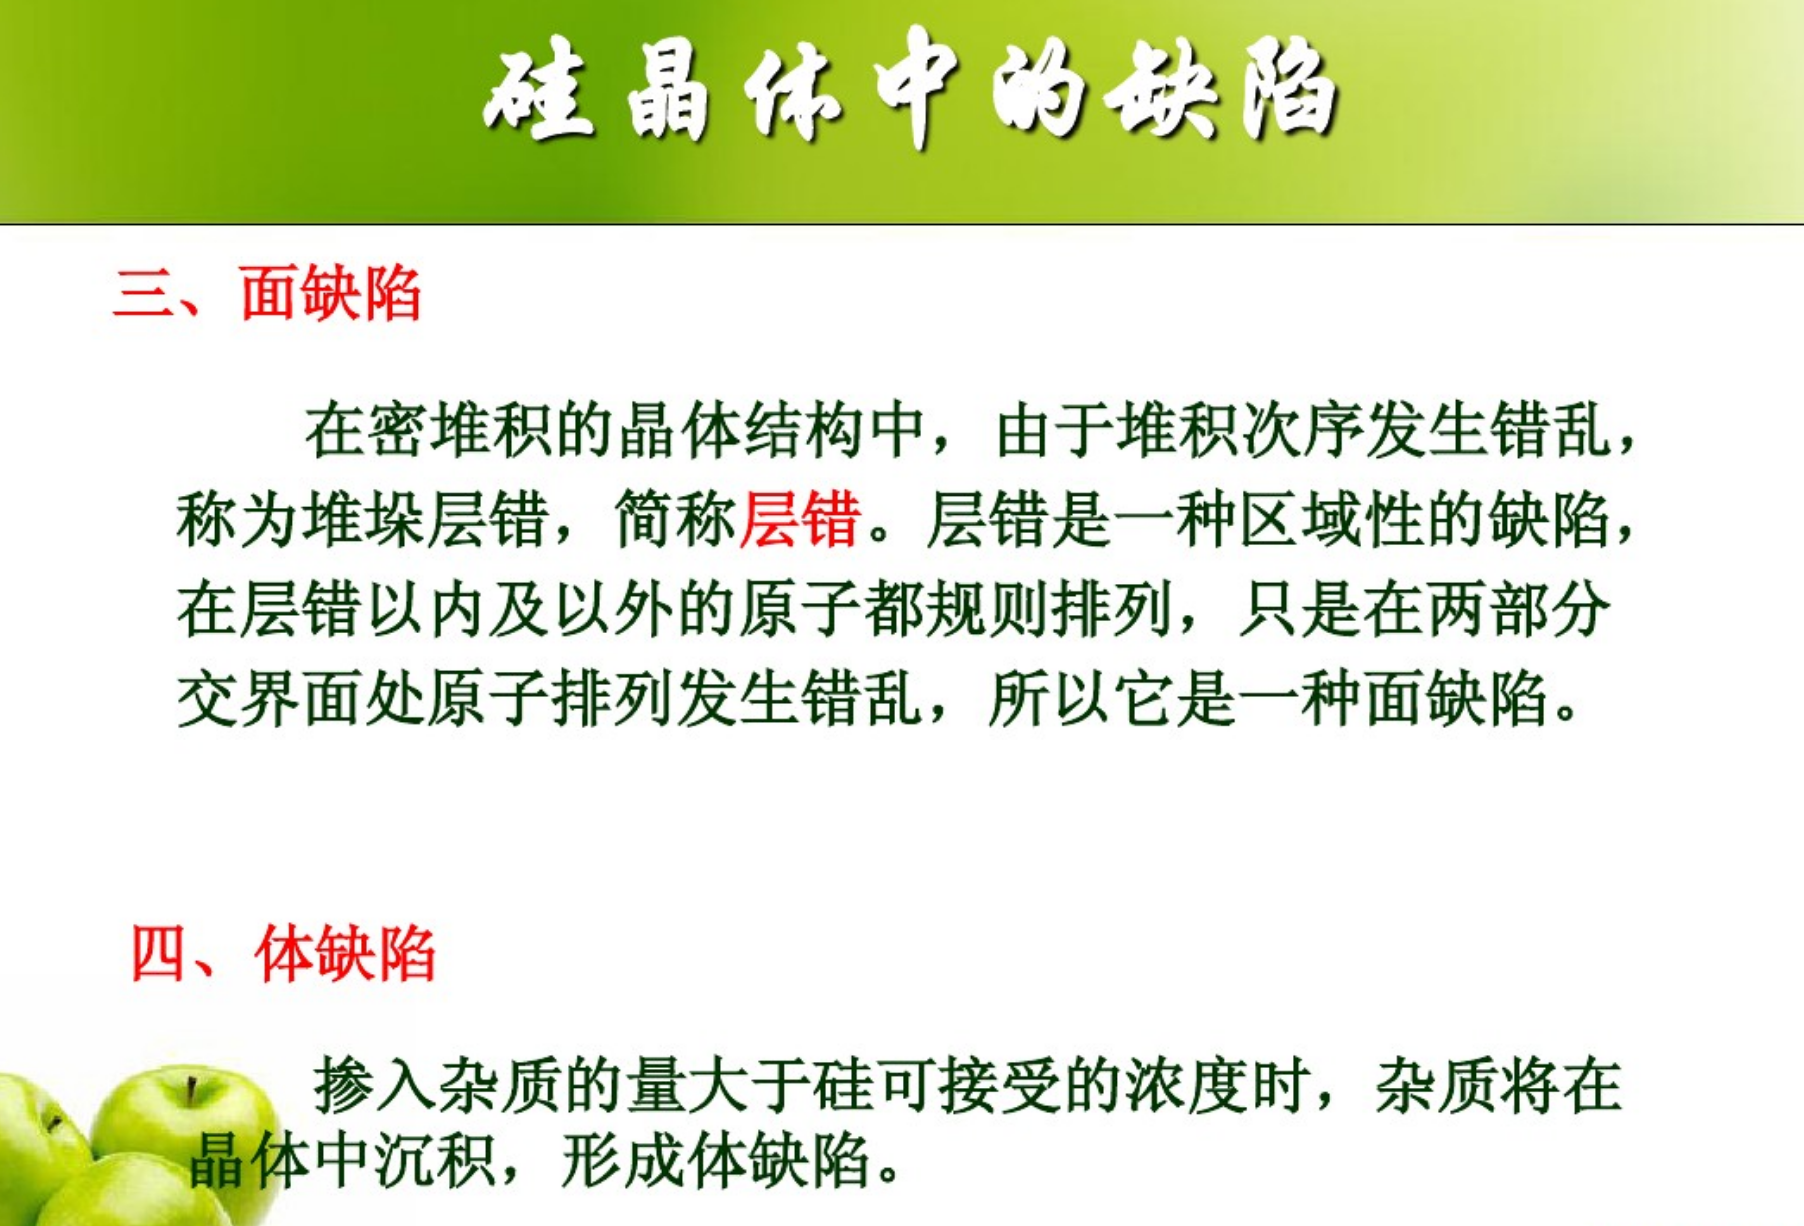 硅晶体中的缺陷
三、面缺陷
在密堆积的晶体结构中，由于堆积次序发生错乱，
称为堆垛层错，简称层错。层错是一种区域性的缺陷，
在层错以内及以外的原子都规则排列，只是在两部分
交界面处原子排列发生错乱，所以它是一种面缺陷。
四、体缺陷
掺入杂质的量大于硅可接受的浓度时，杂质将在
晶体中沉积，形成体缺陷。